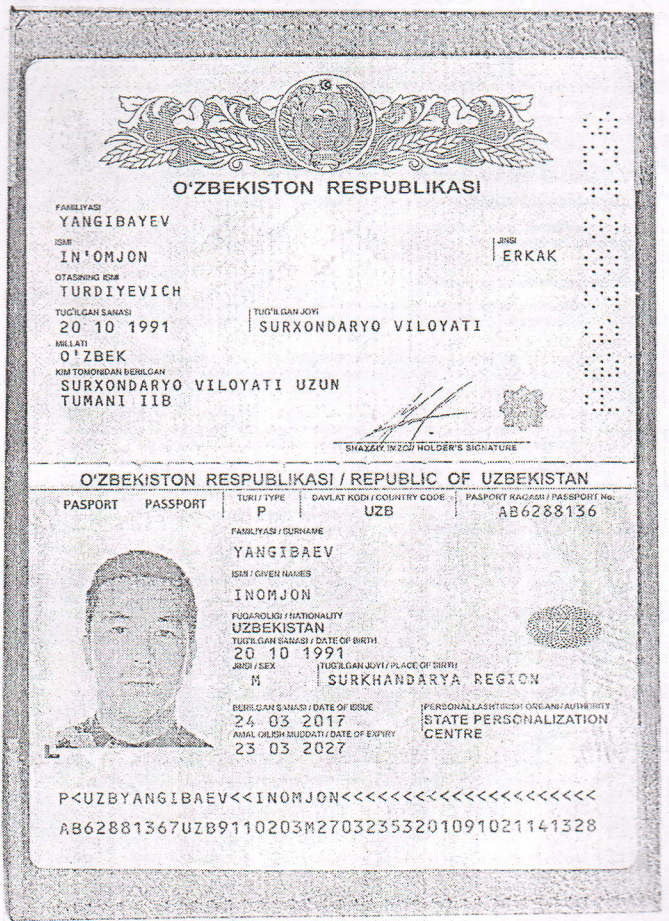 O‘ZBEKISTON RESPUBLIKASI
FAMILIYASI
YANGIBAYEV
ISMI
IN'OMJON
JINSI
ERKAK
OTASINING ISMI
TURDIYEVICH
TUG‘ILGAN SANASI
20 10 1991
TUG‘ILGAN JOYI
SURXONDARYO VILOYATI
MILLATI
O'ZBEK
KIM TOMONIDAN BERILGAN
SURXONDARYO VILOYATI UZUN
TUMANI IIB
SHAXSIY IMZOSI/ HOLDER'S SIGNATURE
O‘ZBEKISTON RESPUBLIKASI / REPUBLIC OF UZBEKISTAN
PASPORT PASSPORT
TURI / TYPE
P
DAVLAT KODI / COUNTRY CODE
UZB
PASPORT RAQAMI / PASSPORT No.
AB6288136
FAMILIYASI / SURNAME
YANGIBAEV
ISMI / GIVEN NAMES
INOMJON
FUQAROLIGI / NATIONALITY
UZBEKISTAN
TUG‘ILGAN SANASI / DATE OF BIRTH
20 10 1991
JINSI / SEX
M
TUG‘ILGAN JOYI / PLACE OF BIRTH
SURKHANDARYA REGION
BERILGAN SANASI / DATE OF ISSUE
24 03 2017
PERSONALLASHTIRISH ORGANI / AUTHORITY
STATE PERSONALIZATION
CENTRE
AMAL QILISH MUDDATI / DATE OF EXPIRY
23 03 2027
UZB
P<UZBYANGIBAEV<<INOMJON<<<<<<<<<<<<<<<<<<<<<
AB62881367UZB9110203M27032353201091021141328